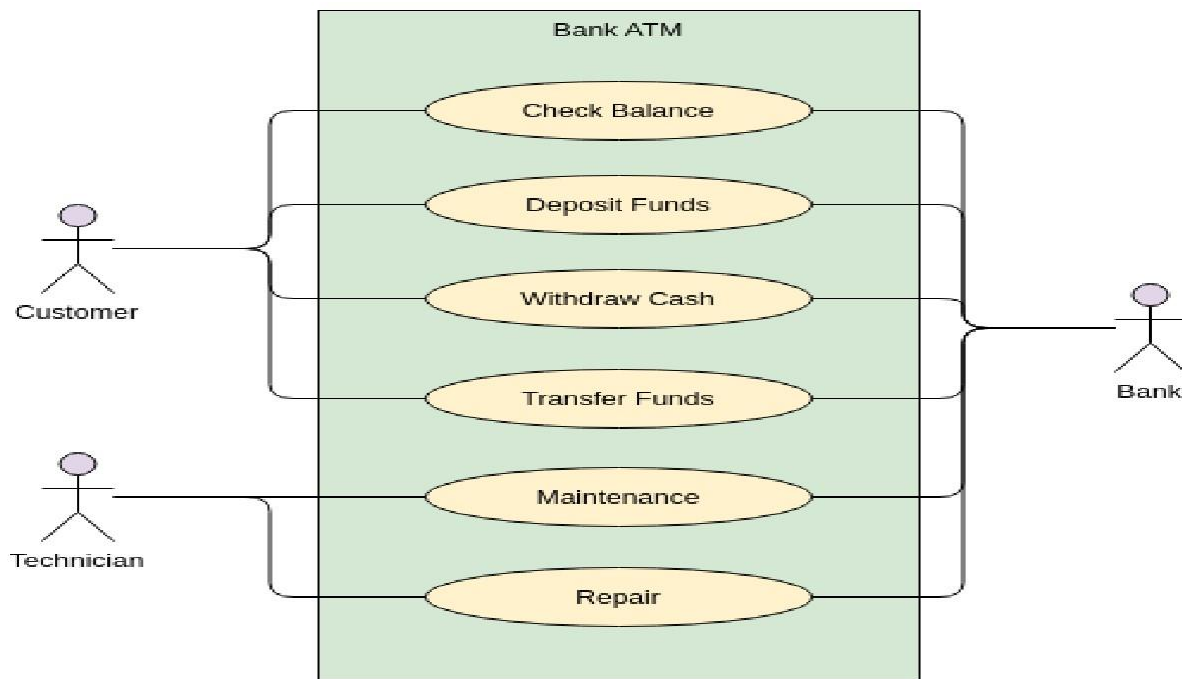 Bank ATM
Check Balance
Deposit Funds
Withdraw Cash
Customer
Transfer Funds
Bank
Maintenance
Technician
Repair